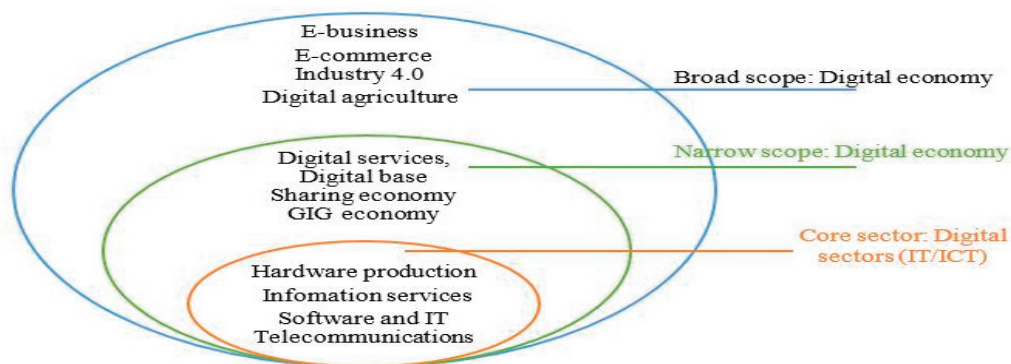 E-business
E-commerce
Industry 4.0
Digital agriculture
Broad scope: Digital economy
Digital services,
Digital base
Sharing economy
GIG economy
Narrow scope: Digital economy
Hardware production
Infomation services
Software and IT
Telecommunications
Core sector: Digital
sectors (IT/ICT)